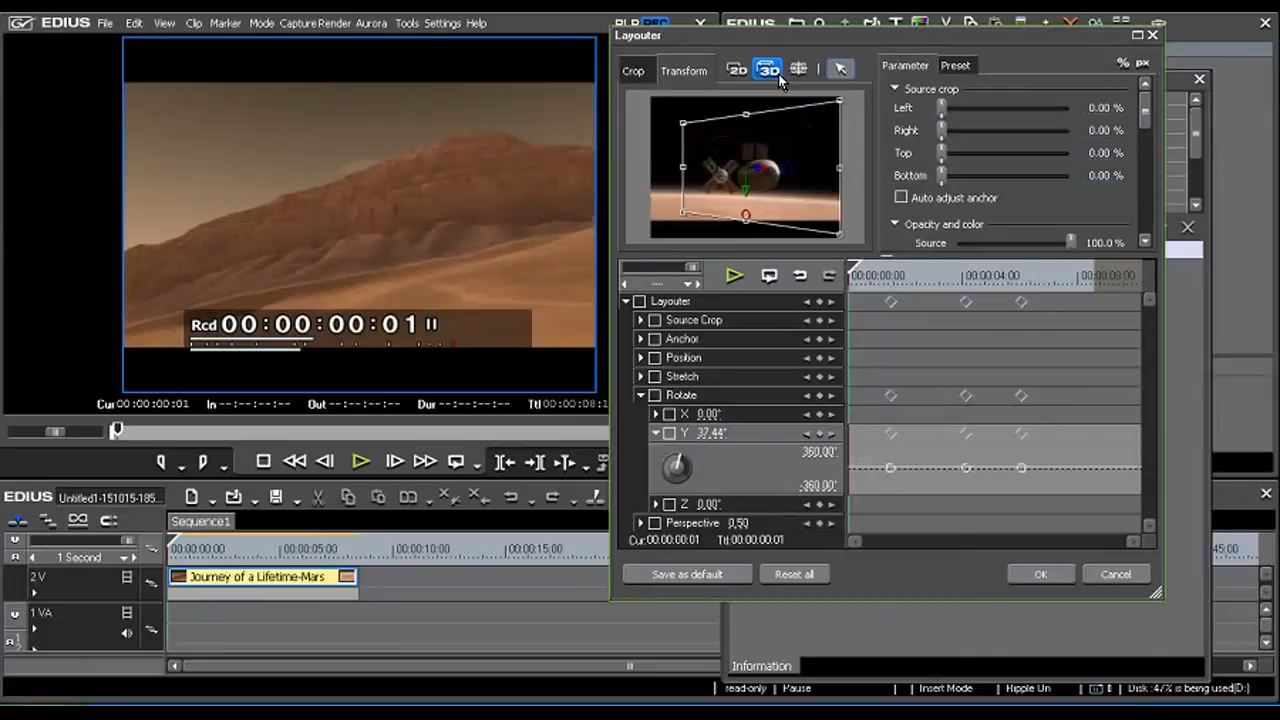 EDIUS File Edit View Clip Marker Mode Capture Render Aurora Tools Settings Help
PLR REC
EDIUS
Layouter
Crop Transform 2D 3D
Parameter Preset % px
Source crop
Left 0.00 %
Right 0.00 %
Top 0.00 %
Bottom 0.00 %
Auto adjust anchor
Opacity and color
Source 100.0 %
Rcd 00:00:00:01 II
Cur 00:00:00:01 In --:--:--:-- Out --:--:--:-- Dur --:--:--:--
00:00:00:00 00:00:04:00 00:00:08:00
Layouter
Source Crop
Anchor
Position
Stretch
Rotate
X 0.00°
Y 37.44°
360.00°
-360.00°
Z 0.00°
Perspective 0.50
Cur:00:00:00:01 Ttl:00:00:00:01
Save as default Reset all OK Cancel
EDIUS Untitled1-151015-185...
Sequence1
1 Second
00:00:00:00 00:00:05:00 00:00:10:00 00:00:15:00
2 V
Journey of a Lifetime-Mars
1 VA
Information
read-only Pause Insert Mode Ripple On Disk :47% is being used(D:)